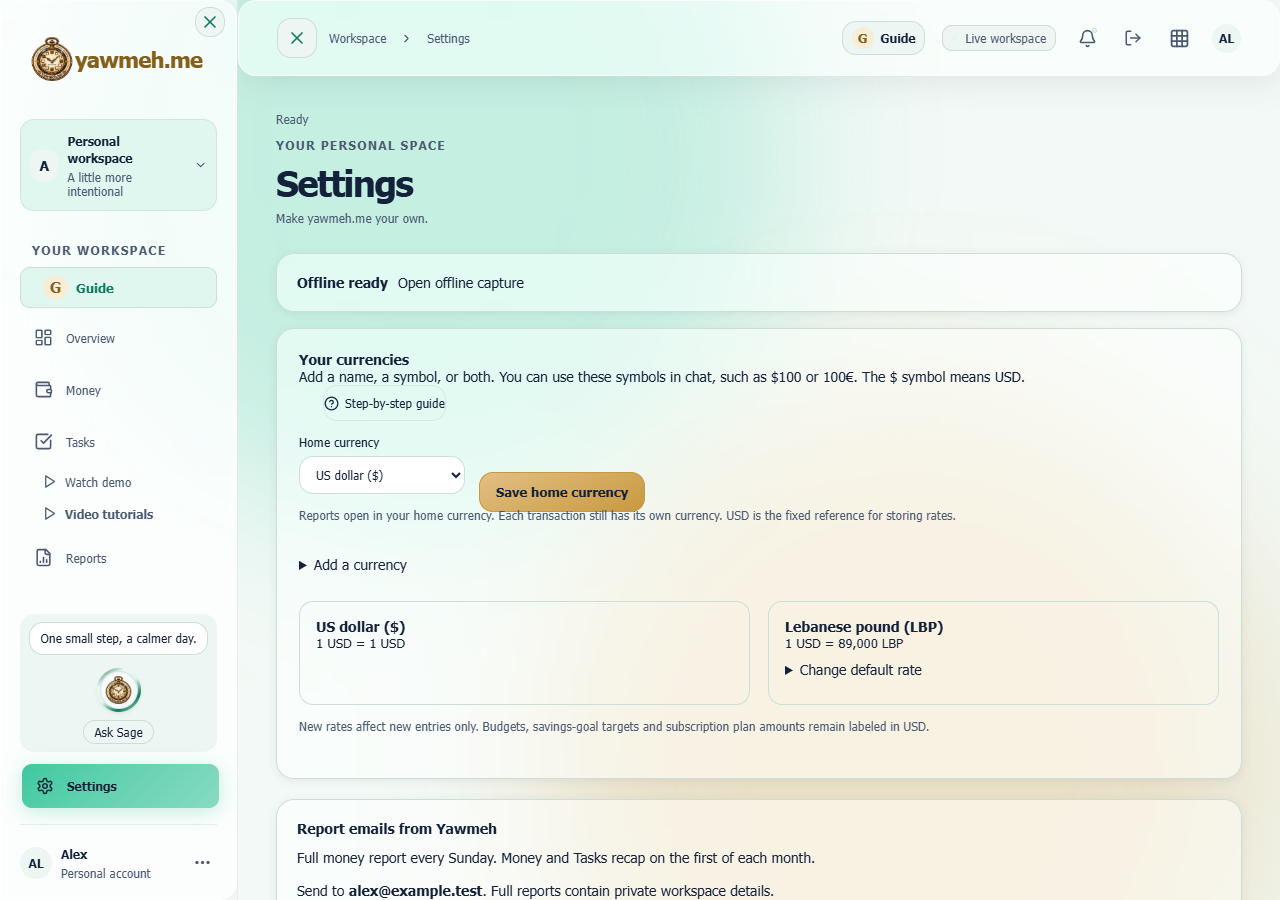 yawmeh.me
A
Personal
workspace
A little more
intentional
YOUR WORKSPACE
G Guide
Overview
Money
Tasks
Watch demo
Video tutorials
Reports
One small step, a calmer day.
Ask Sage
Settings
AL
Alex
Personal account
Workspace
Settings
G Guide
Live workspace
AL
Ready
YOUR PERSONAL SPACE
Settings
Make yawmeh.me your own.
Offline ready Open offline capture
Your currencies
Add a name, a symbol, or both. You can use these symbols in chat, such as $100 or 100€. The $ symbol means USD.
Step-by-step guide
Home currency
US dollar ($)
Save home currency
Reports open in your home currency. Each transaction still has its own currency. USD is the fixed reference for storing rates.
Add a currency
US dollar ($)
1 USD = 1 USD
Lebanese pound (LBP)
1 USD = 89,000 LBP
Change default rate
New rates affect new entries only. Budgets, savings-goal targets and subscription plan amounts remain labeled in USD.
Report emails from Yawmeh
Full money report every Sunday. Money and Tasks recap on the first of each month.
Send to alex@example.test. Full reports contain private workspace details.